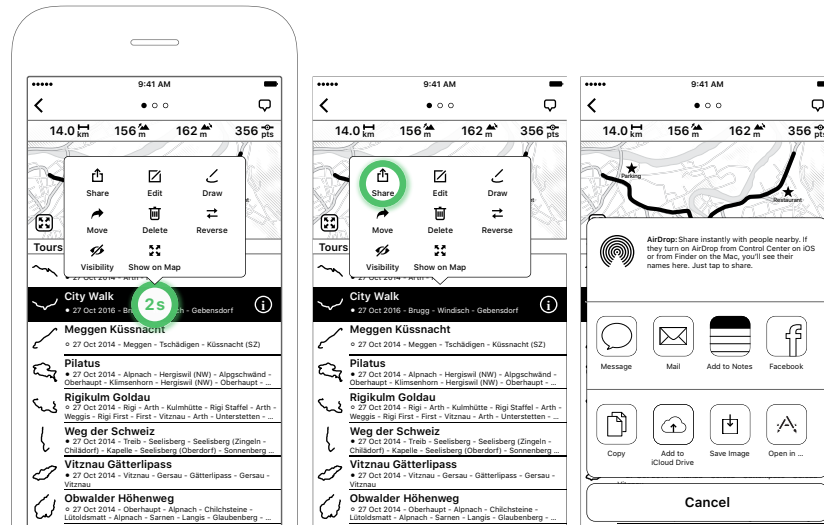 9:41 AM
14.0 km 156 m 162 m 356 pts
Share Edit Draw
Move Delete Reverse
Visibility Show on Map
Tours
27 Oct 2014 - Arth -
City Walk
27 Oct 2016 - Br 2s ch - Gebensdorf
Meggen Küssnacht
27 Oct 2014 - Meggen - Tschädigen - Küssnacht (SZ)
Pilatus
27 Oct 2014 - Alpnach - Hergiswil (NW) - Alpgschwänd -
Oberhaupt - Klimsenhorn - Hergiswil (NW) - Oberhaupt - ...
Rigikulm Goldau
27 Oct 2014 - Rigi - Arth - Kulmhütte - Rigi Staffel - Arth -
Weggis - Rigi First - First - Vitznau - Arth - Unterstetten - ...
Weg der Schweiz
27 Oct 2014 - Treib - Seelisberg - Seelisberg (Zingeln -
Chilädorf) - Kapelle - Seelisberg (Oberdorf) - Sonnenberg ...
Vitznau Gätterlipass
27 Oct 2014 - Vitznau - Gersau - Gätterlipass - Gersau -
Vitznau
Obwalder Höhenweg
27 Oct 2014 - Oberhaupt - Alpnach - Chilchsteine -
Lütoldsmatt - Alpnach - Sarnen - Langis - Glaubenberg - ...
9:41 AM
14.0 km 156 m 162 m 356 pts
Share Edit Draw
Move Delete Reverse
Visibility Show on Map
Tours
27 Oct 2014 - Arth -
City Walk
27 Oct 2016 - Brugg - Windisch - Gebensdorf
Meggen Küssnacht
27 Oct 2014 - Meggen - Tschädigen - Küssnacht (SZ)
Pilatus
27 Oct 2014 - Alpnach - Hergiswil (NW) - Alpgschwänd -
Oberhaupt - Klimsenhorn - Hergiswil (NW) - Oberhaupt - ...
Rigikulm Goldau
27 Oct 2014 - Rigi - Arth - Kulmhütte - Rigi Staffel - Arth -
Weggis - Rigi First - First - Vitznau - Arth - Unterstetten - ...
Weg der Schweiz
27 Oct 2014 - Treib - Seelisberg - Seelisberg (Zingeln -
Chilädorf) - Kapelle - Seelisberg (Oberdorf) - Sonnenberg ...
Vitznau Gätterlipass
27 Oct 2014 - Vitznau - Gersau - Gätterlipass - Gersau -
Vitznau
Obwalder Höhenweg
27 Oct 2014 - Oberhaupt - Alpnach - Chilchsteine -
Lütoldsmatt - Alpnach - Sarnen - Langis - Glaubenberg - ...
9:41 AM
14.0 km 156 m 162 m 356 pts
Parking
Restaurant
AirDrop: Share instantly with people nearby. If
they turn on AirDrop from Control Center on iOS
or from Finder on the Mac, you'll see their
names here. Just tap to share.
Message Mail Add to Notes Facebook
Copy Add to iCloud Drive Save Image Open in ...
Cancel